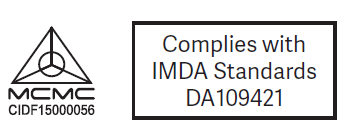 MCMC
CIDF15000056
Complies with
IMDA Standards
DA109421